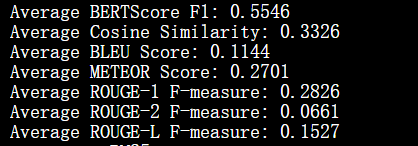 Average BERTScore F1: 0.5546
Average Cosine Similarity: 0.3326
Average BLEU Score: 0.1144
Average METEOR Score: 0.2701
Average ROUGE-1 F-measure: 0.2826
Average ROUGE-2 F-measure: 0.0661
Average ROUGE-L F-measure: 0.1527